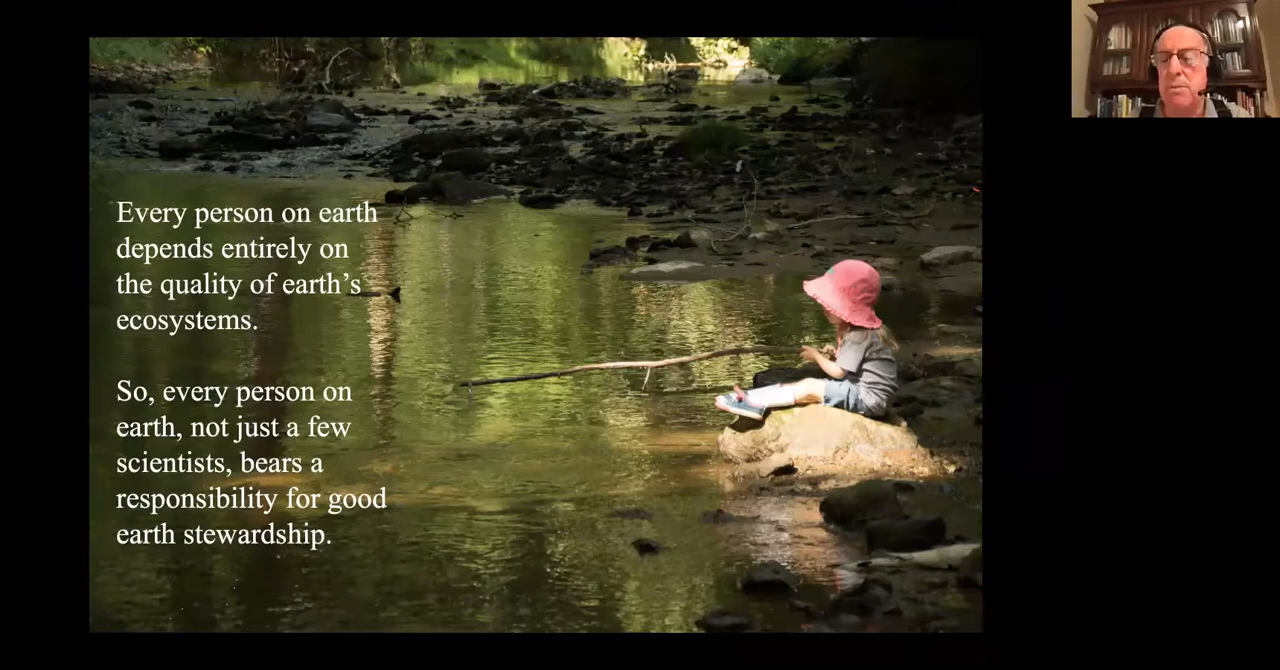 Every person on earth
depends entirely on
the quality of earth’s
ecosystems.
So, every person on
earth, not just a few
scientists, bears a
responsibility for good
earth stewardship.